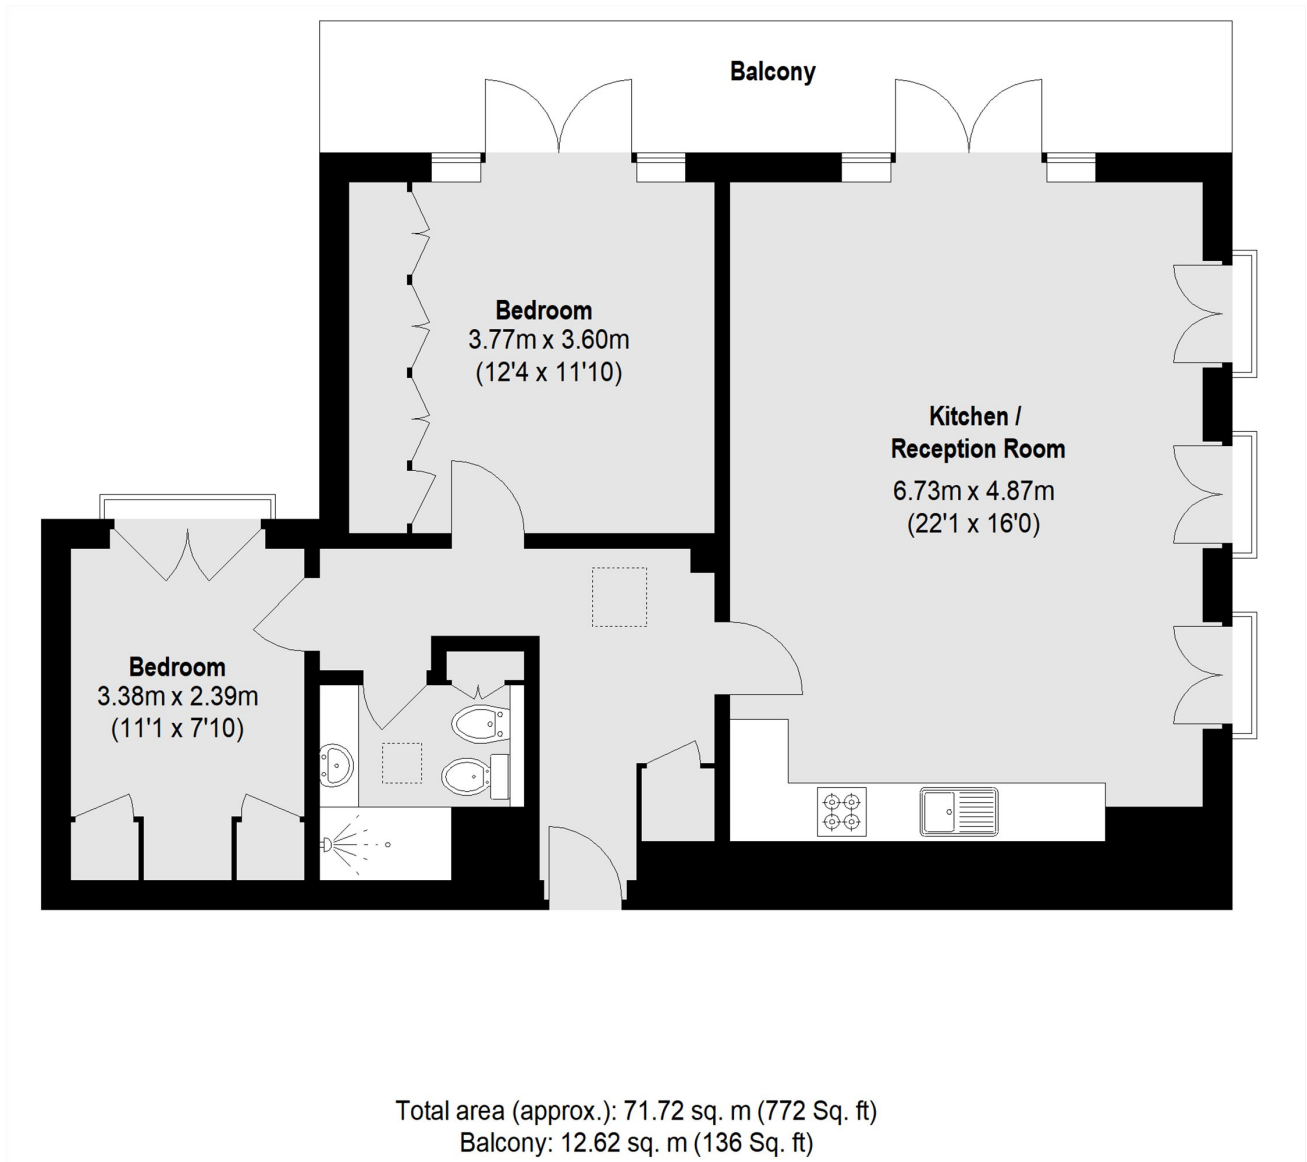 Balcony
Bedroom
3.77m x 3.60m
(12'4 x 11'10)
Kitchen /
Reception Room
6.73m x 4.87m
(22'1 x 16'0)
Bedroom
3.38m x 2.39m
(11'1 x 7'10)
Total area (approx.): 71.72 sq. m (772 Sq. ft)
Balcony: 12.62 sq. m (136 Sq. ft)